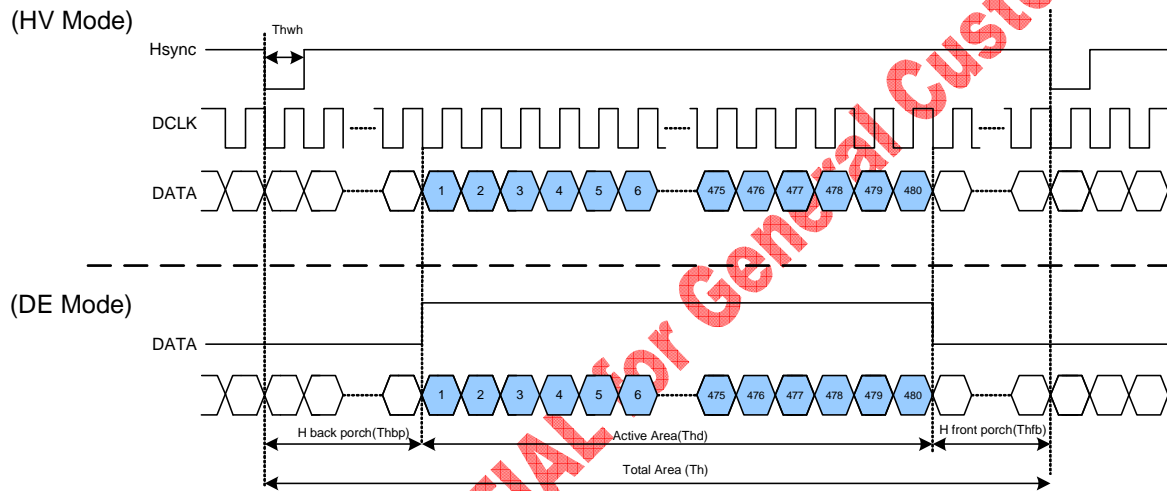 (HV Mode)
Thwh
Hsync
DCLK
DATA
1 2 3 4 5 6 475 476 477 478 479 480
(DE Mode)
DATA
1 2 3 4 5 6 475 476 477 478 479 480
H back porch(Thbp) Active Area(Thd) H front porch(Thfb)
Total Area (Th)
for General